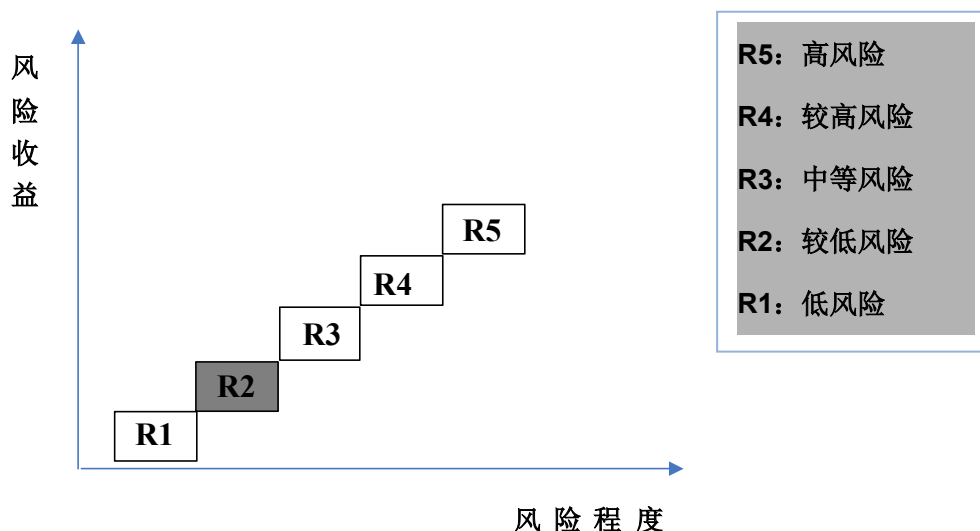 风
险
收
益
R5
R4
R3
R2
R1
风 险 程 度
R5：高风险
R4：较高风险
R3：中等风险
R2：较低风险
R1：低风险